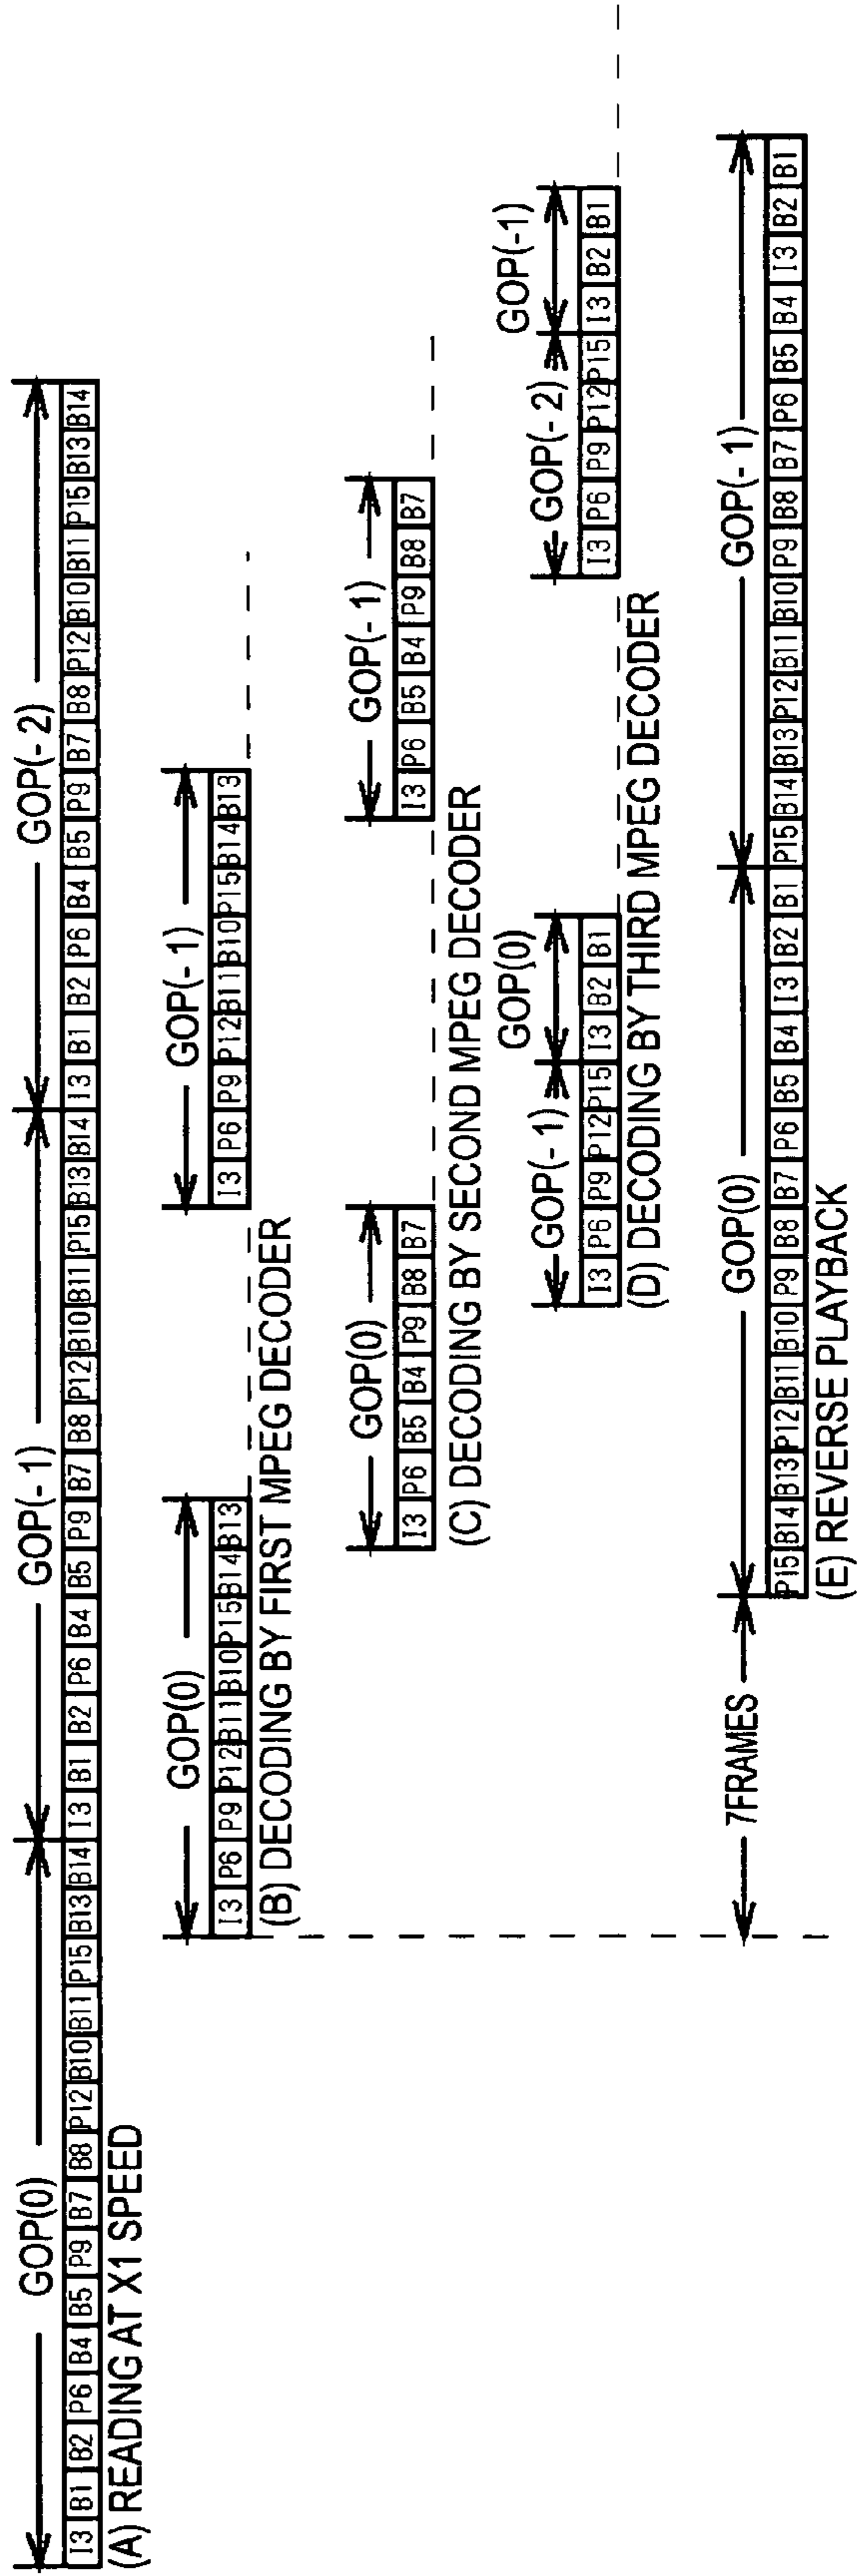 GOP(0) GOP(-1) GOP(-2)
I3 B1 B2 P6 B4 B5 P9 B7 B8 P12 B10 B11 P15 B13 B14 I3 B1 B2 P6 B4 B5 P9 B7 B8 P12 B10 B11 P15 B13 B14 I3 B1 B2 P6 B4 B5 P9 B7 B8 P12 B10 B11 P15 B13 B14
(A) READING AT X1 SPEED
GOP(0) GOP(-1)
I3 P6 P9 P12 B11 B10 P15 B14 B13 I3 P6 P9 P12 B11 B10 P15 B14 B13
(B) DECODING BY FIRST MPEG DECODER
GOP(0) GOP(-1)
I3 P6 B5 B4 P9 B8 B7 I3 P6 B5 B4 P9 B8 B7
(C) DECODING BY SECOND MPEG DECODER
GOP(-1) GOP(0) GOP(-2) GOP(-1)
I3 P6 P9 P12 P15 I3 B2 B1 I3 P6 P9 P12 P15 I3 B2 B1
(D) DECODING BY THIRD MPEG DECODER
7FRAMES GOP(0) GOP(-1)
P15 B14 B13 P12 B11 B10 P9 B8 B7 P6 B5 B4 I3 B2 B1 P15 B14 B13 P12 B11 B10 P9 B8 B7 P6 B5 B4 I3 B2 B1
(E) REVERSE PLAYBACK